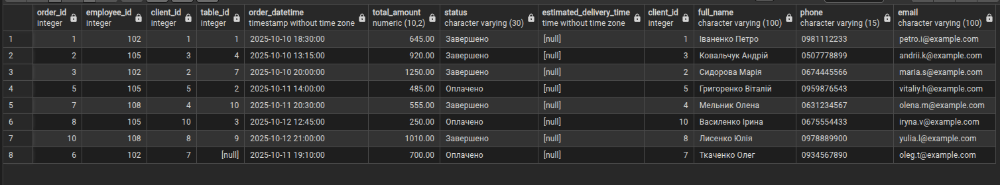 order_id employee_id client_id table_id order_datetime total_amount status estimated_delivery_time client_id full_name phone email
integer integer integer integer timestamp without time zone numeric (10,2) character varying (30) time without time zone integer character varying (100) character varying (15) character varying (100)
1 1 102 1 1 2025-10-10 18:30:00 645.00 Завершено [null] 1 Іваненко Петро 0981112233 petro.i@example.com
2 2 105 3 4 2025-10-10 13:15:00 920.00 Завершено [null] 3 Ковальчук Андрій 0507778899 andrii.k@example.com
3 3 102 2 7 2025-10-10 20:00:00 1250.00 Завершено [null] 2 Сидорова Марія 0674445566 maria.s@example.com
4 5 105 5 2 2025-10-11 14:00:00 485.00 Оплачено [null] 5 Григоренко Віталій 0959876543 vitaliy.h@example.com
5 7 108 4 10 2025-10-11 20:30:00 555.00 Завершено [null] 4 Мельник Олена 0631234567 olena.m@example.com
6 8 105 10 3 2025-10-12 12:45:00 250.00 Оплачено [null] 10 Василенко Ірина 0675554433 iryna.v@example.com
7 10 108 8 9 2025-10-12 21:00:00 1010.00 Завершено [null] 8 Лисенко Юлія 0978889900 yulia.l@example.com
8 6 102 7 [null] 2025-10-11 19:10:00 700.00 Оплачено [null] 7 Ткаченко Олег 0934567890 oleg.t@example.com